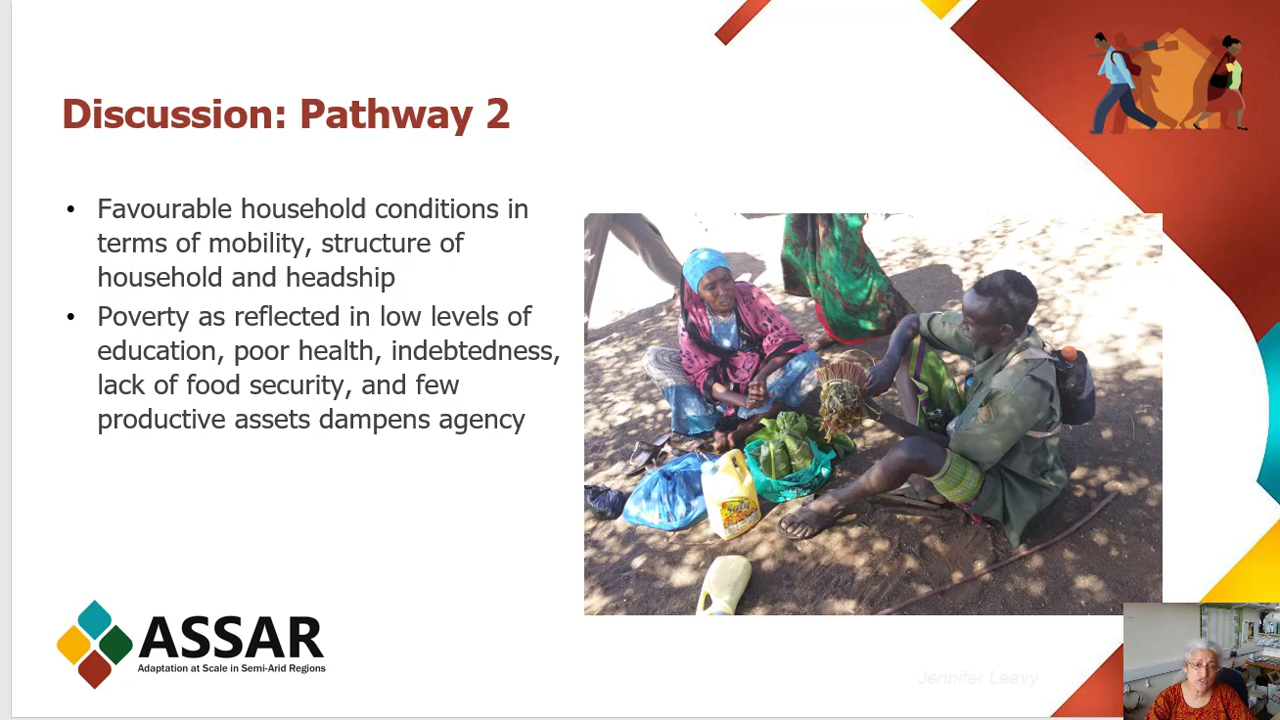 Discussion: Pathway 2
• Favourable household conditions in
terms of mobility, structure of
household and headship
• Poverty as reflected in low levels of
education, poor health, indebtedness,
lack of food security, and few
productive assets dampens agency
ASSAR
Adaptation at Scale in Semi-Arid Regions
Jennifer Leavy